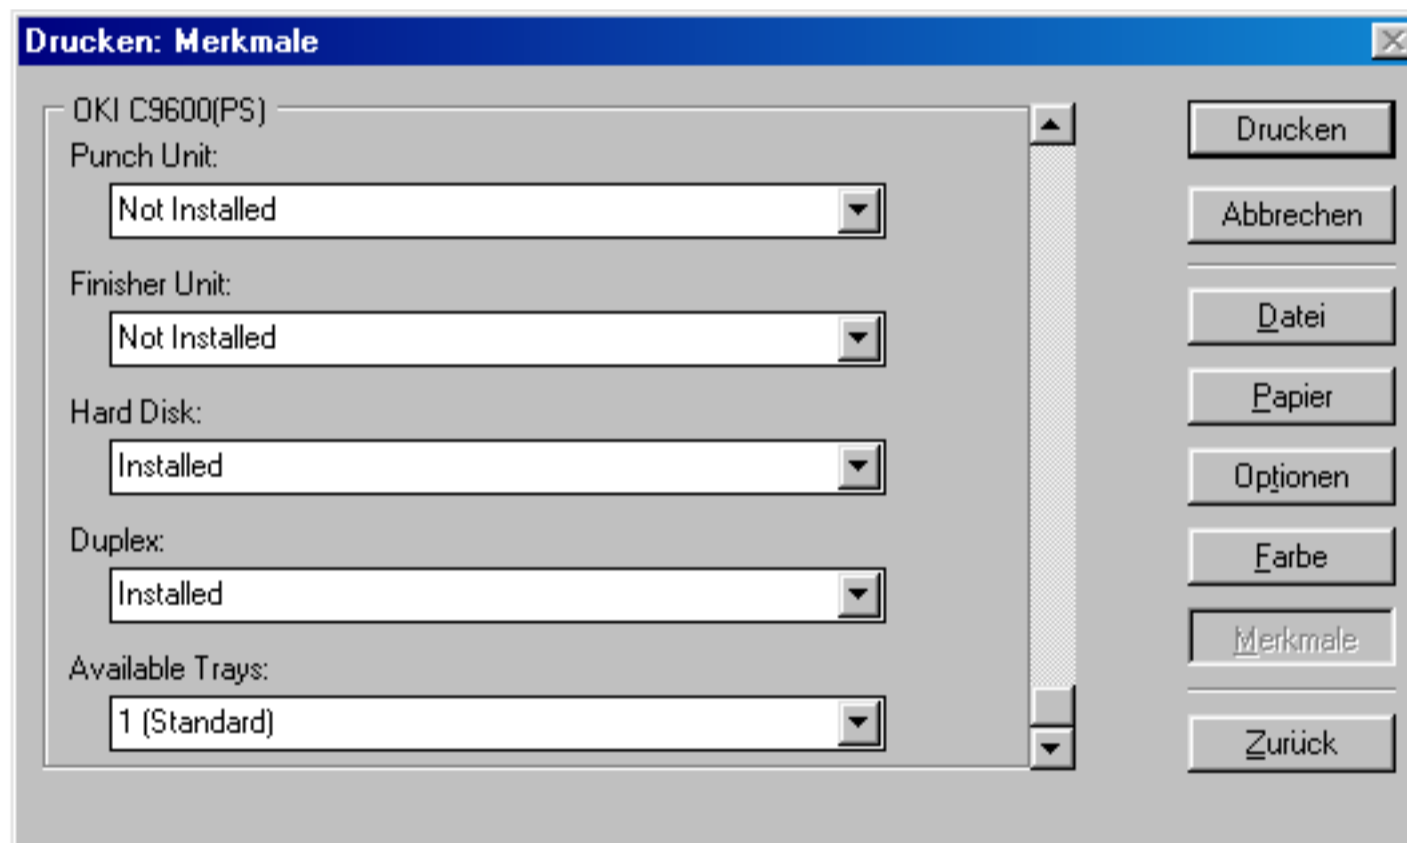 Drucken: Merkmale
OKI C9600(PS)
Punch Unit:
Not Installed
Finisher Unit:
Not Installed
Hard Disk:
Installed
Duplex:
Installed
Available Trays:
1 (Standard)
Drucken
Abbrechen
Datei
Papier
Optionen
Farbe
Merkmale
Zurück